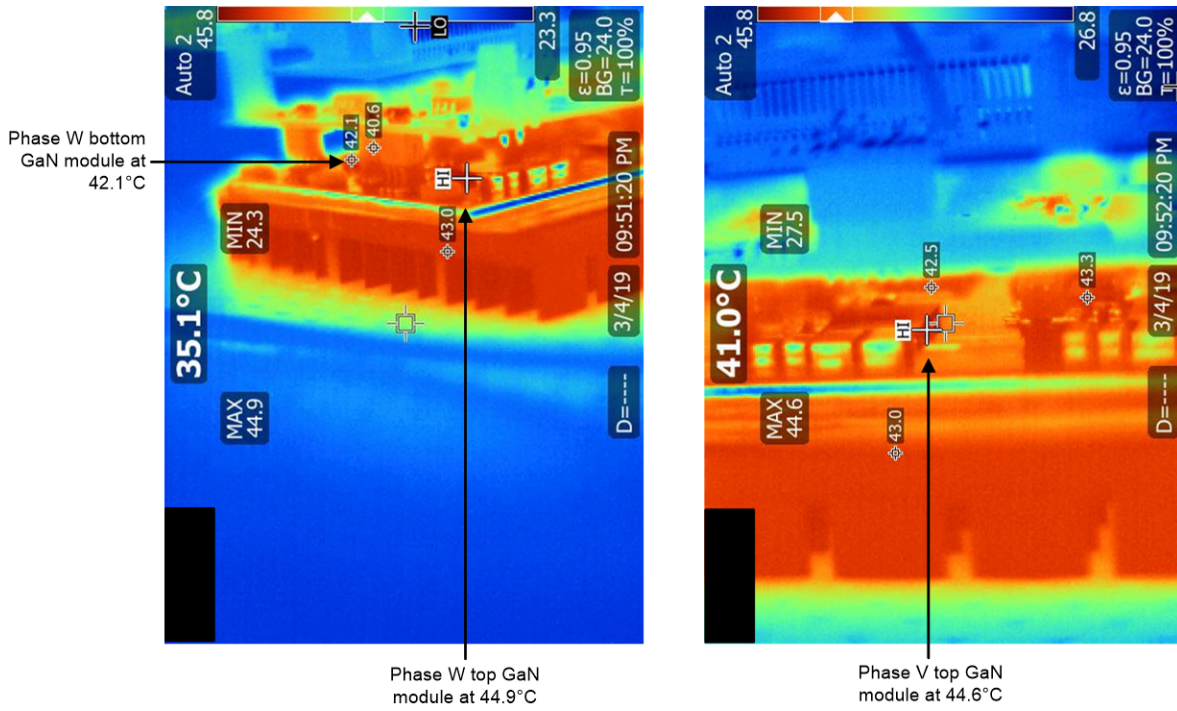 Phase W bottom
GaN module at
42.1°C
Auto 2
45.8
LO
23.3
ε=0.95
BG=24.0
τ=100%
42.1
40.6
HI
MIN
24.3
43.0
09:51:20 PM
35.1°C
3/4/19
MAX
44.9
D=----
Phase W top GaN
module at 44.9°C
Auto 2
45.8
26.8
ε=0.95
BG=24.0
τ=100%
MIN
27.5
42.5
43.3
09:52:20 PM
41.0°C
HI
3/4/19
MAX
44.6
43.0
D=----
Phase V top GaN
module at 44.6°C